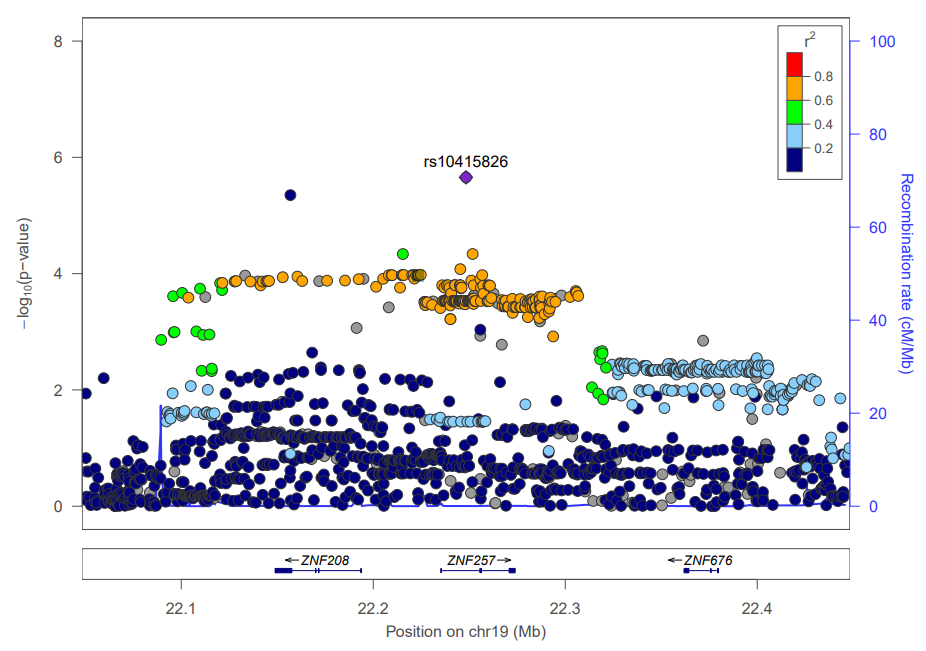 8
6
4
2
0
−log10(p−value)
rs10415826
r2
0.8
0.6
0.4
0.2
100
80
60
40
20
0
Recombination rate (cM/Mb)
←ZNF208
ZNF257→
←ZNF676
22.1
22.2
22.3
22.4
Position on chr19 (Mb)